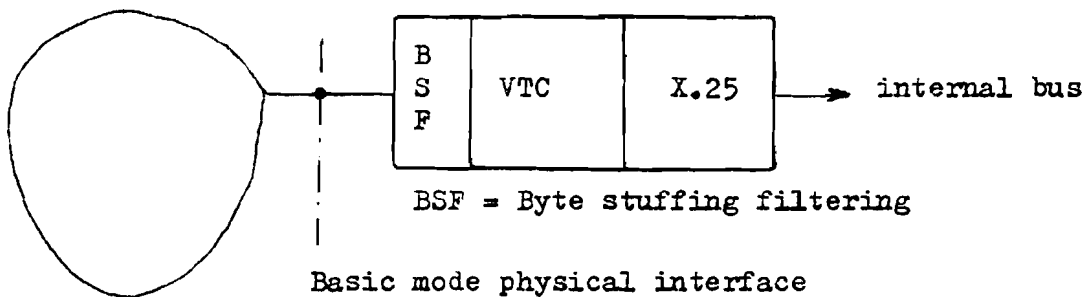 B
S
F
VTC
X.25
internal bus
BSF = Byte stuffing filtering
Basic mode physical interface